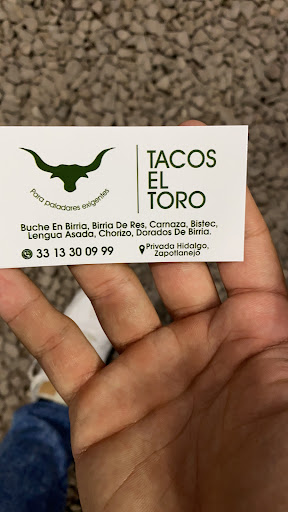 Para paladares exigentes
TACOS
EL
TORO
Buche En Birria, Birria De Res, Carnaza, Bistec,
Lengua Asada, Chorizo, Dorados De Birria.
33 13 30 09 99
Privada Hidalgo,
Zapotlanejo